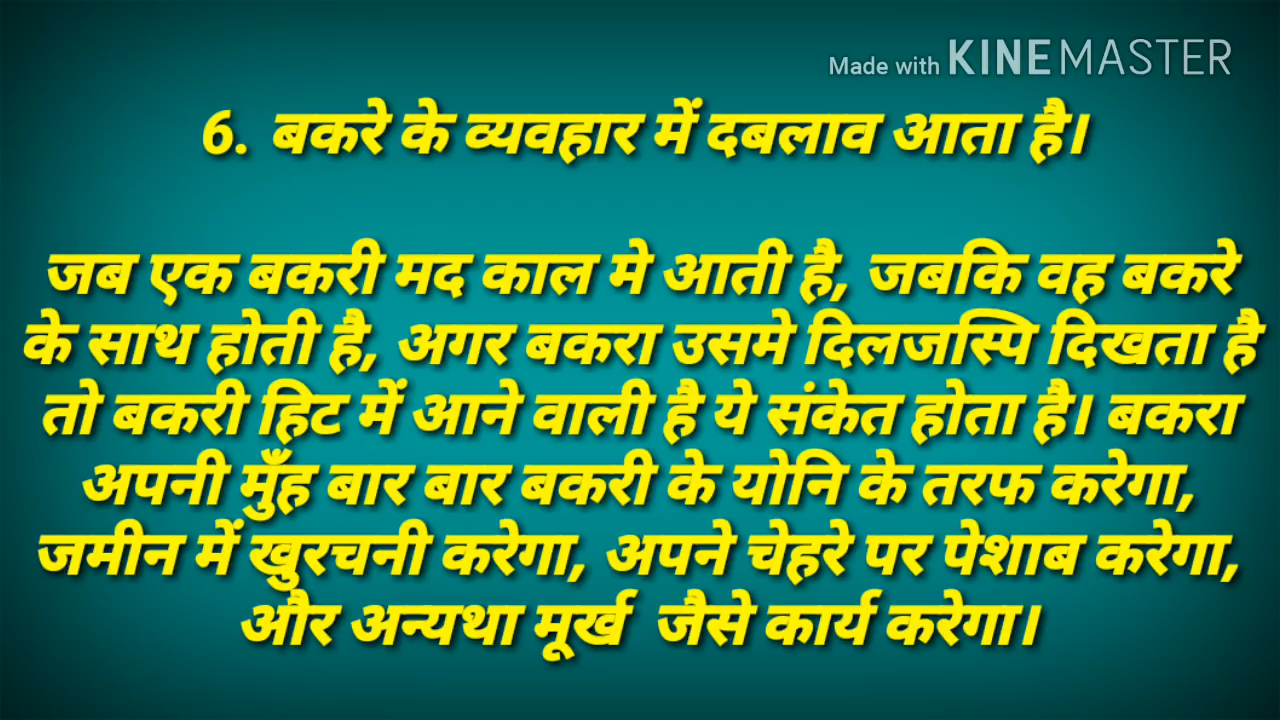 Made with KINEMASTER
6. बकरे के व्यवहार में दबलाव आता है।
जब एक बकरी मद काल मे आती है, जबकि वह बकरे
के साथ होती है, अगर बकरा उसमे दिलजस्पि दिखता है
तो बकरी हिट में आने वाली है ये संकेत होता है। बकरा
अपनी मुँह बार बार बकरी के योनि के तरफ करेगा,
जमीन में खुरचनी करेगा, अपने चेहरे पर पेशाब करेगा,
और अन्यथा मूर्ख जैसे कार्य करेगा।